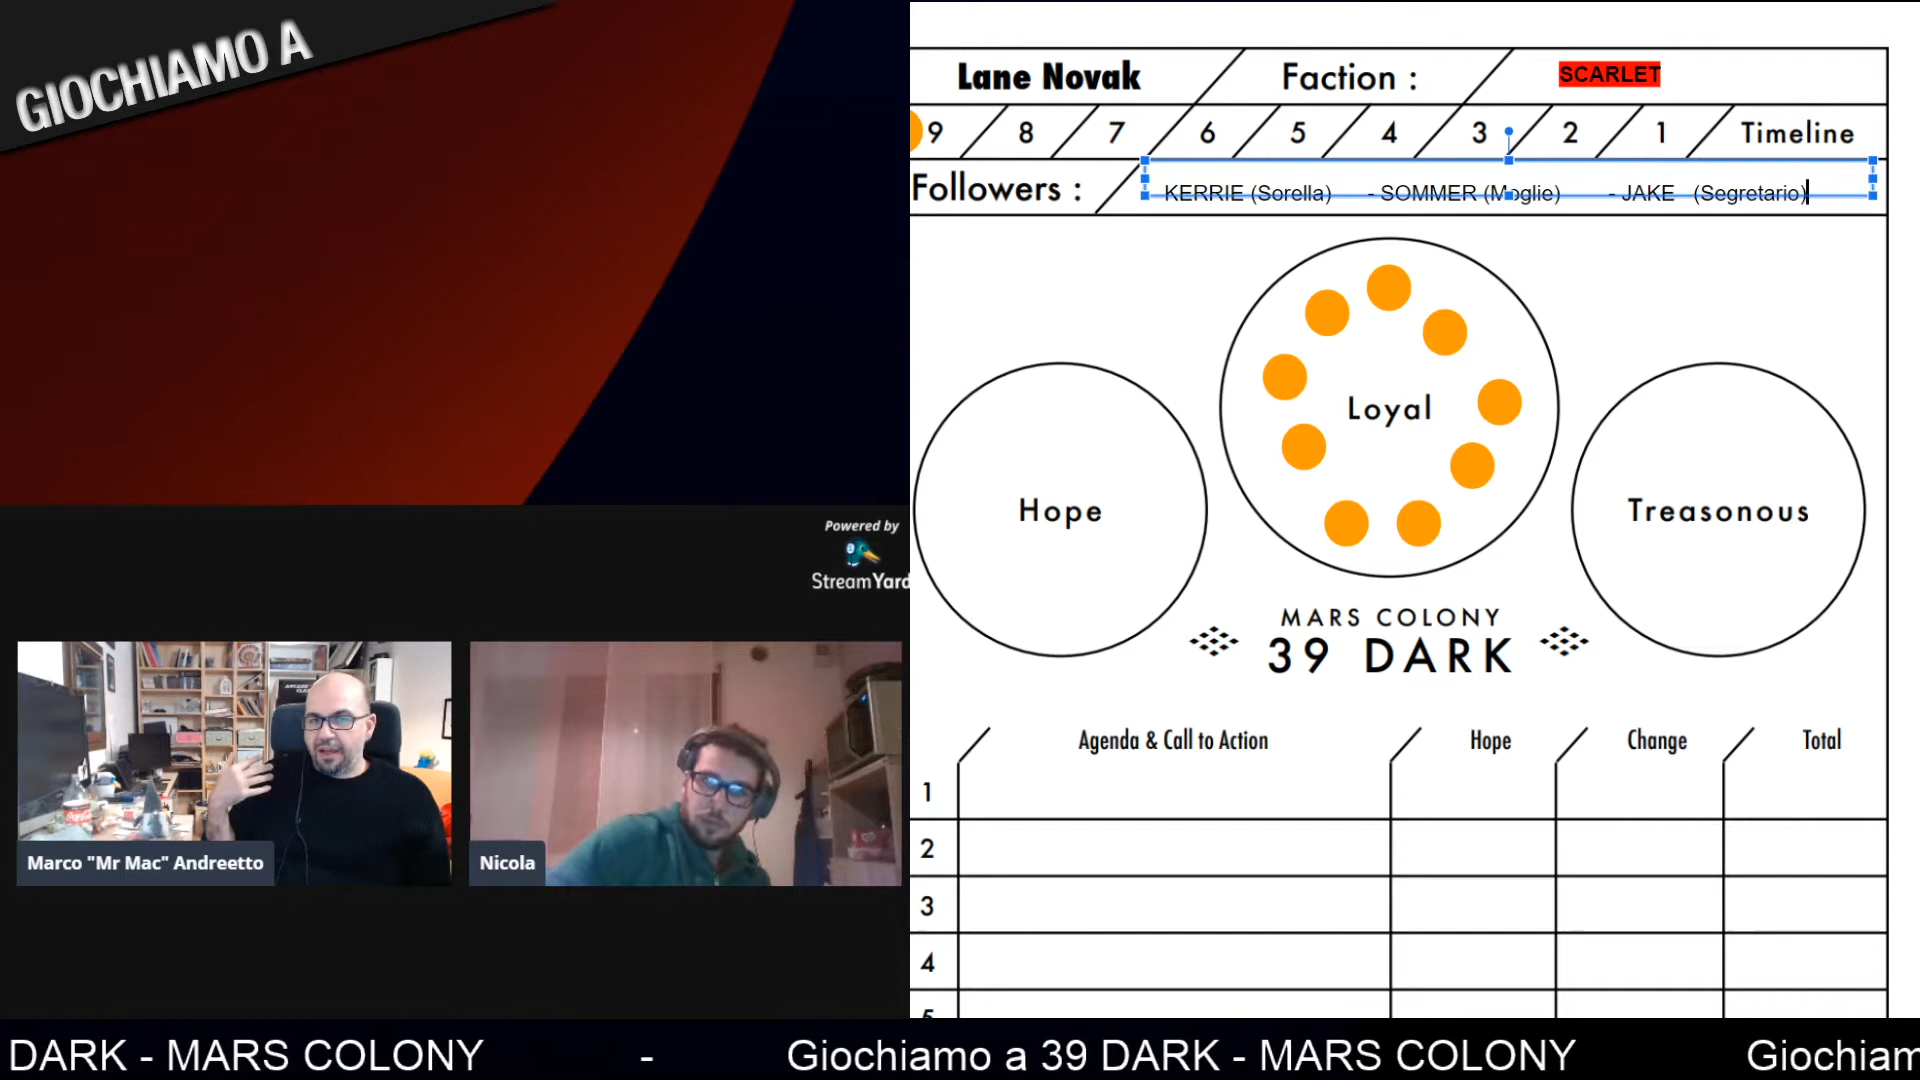 GIOCHIAMO A
Lane Novak
Faction :
SCARLET
9 8 7 6 5 4 3 2 1 Timeline
Followers :
KERRIE (Sorella) - SOMMER (Moglie) - JAKE (Segretario)
Loyal
Hope
Treasonous
MARS COLONY
39 DARK
Powered by
StreamYard
Agenda & Call to Action Hope Change Total
1
2
3
4
Marco "Mr Mac" Andreetto
Nicola
DARK - MARS COLONY - Giochiamo a 39 DARK - MARS COLONY Giochiam